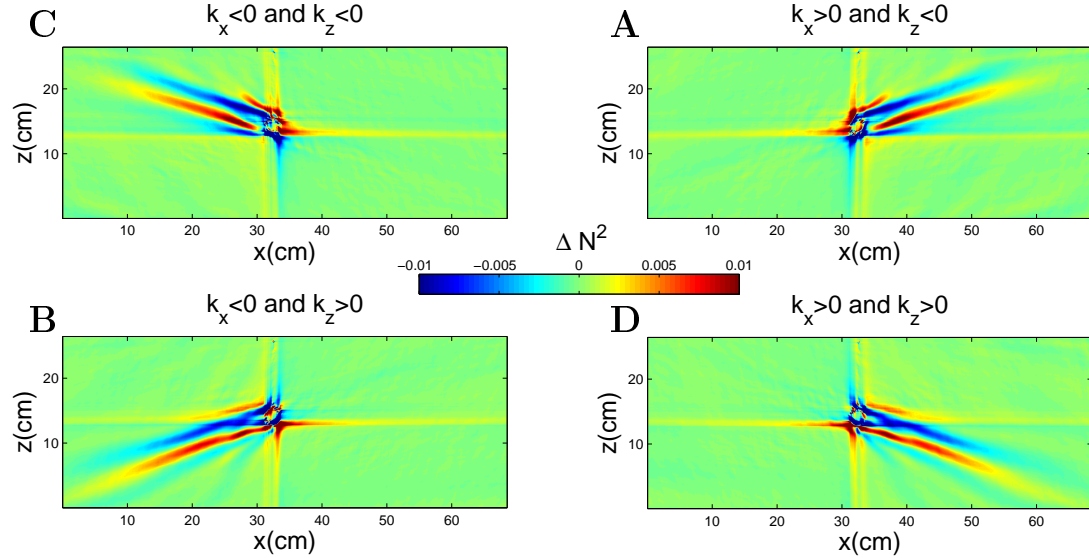 C k_x<0 and k_z<0
z(cm)
20
10
10 20 30 40 50 60
x(cm)
A k_x>0 and k_z<0
z(cm)
20
10
10 20 30 40 50 60
x(cm)
Δ N²
−0.01 −0.005 0 0.005 0.01
B k_x<0 and k_z>0
z(cm)
20
10
10 20 30 40 50 60
x(cm)
D k_x>0 and k_z>0
z(cm)
20
10
10 20 30 40 50 60
x(cm)